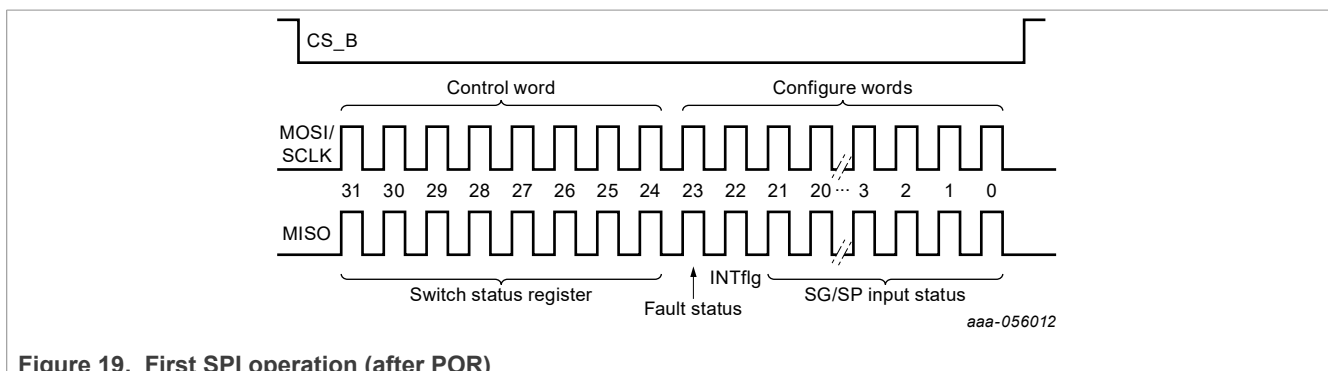 CS_B
Control word Configure words
MOSI/
SCLK
31 30 29 28 27 26 25 24 23 22 21 20 ... 3 2 1 0
MISO
INTflg
Switch status register SG/SP input status
Fault status
aaa-056012
Figure 19. First SPI operation (after POR)